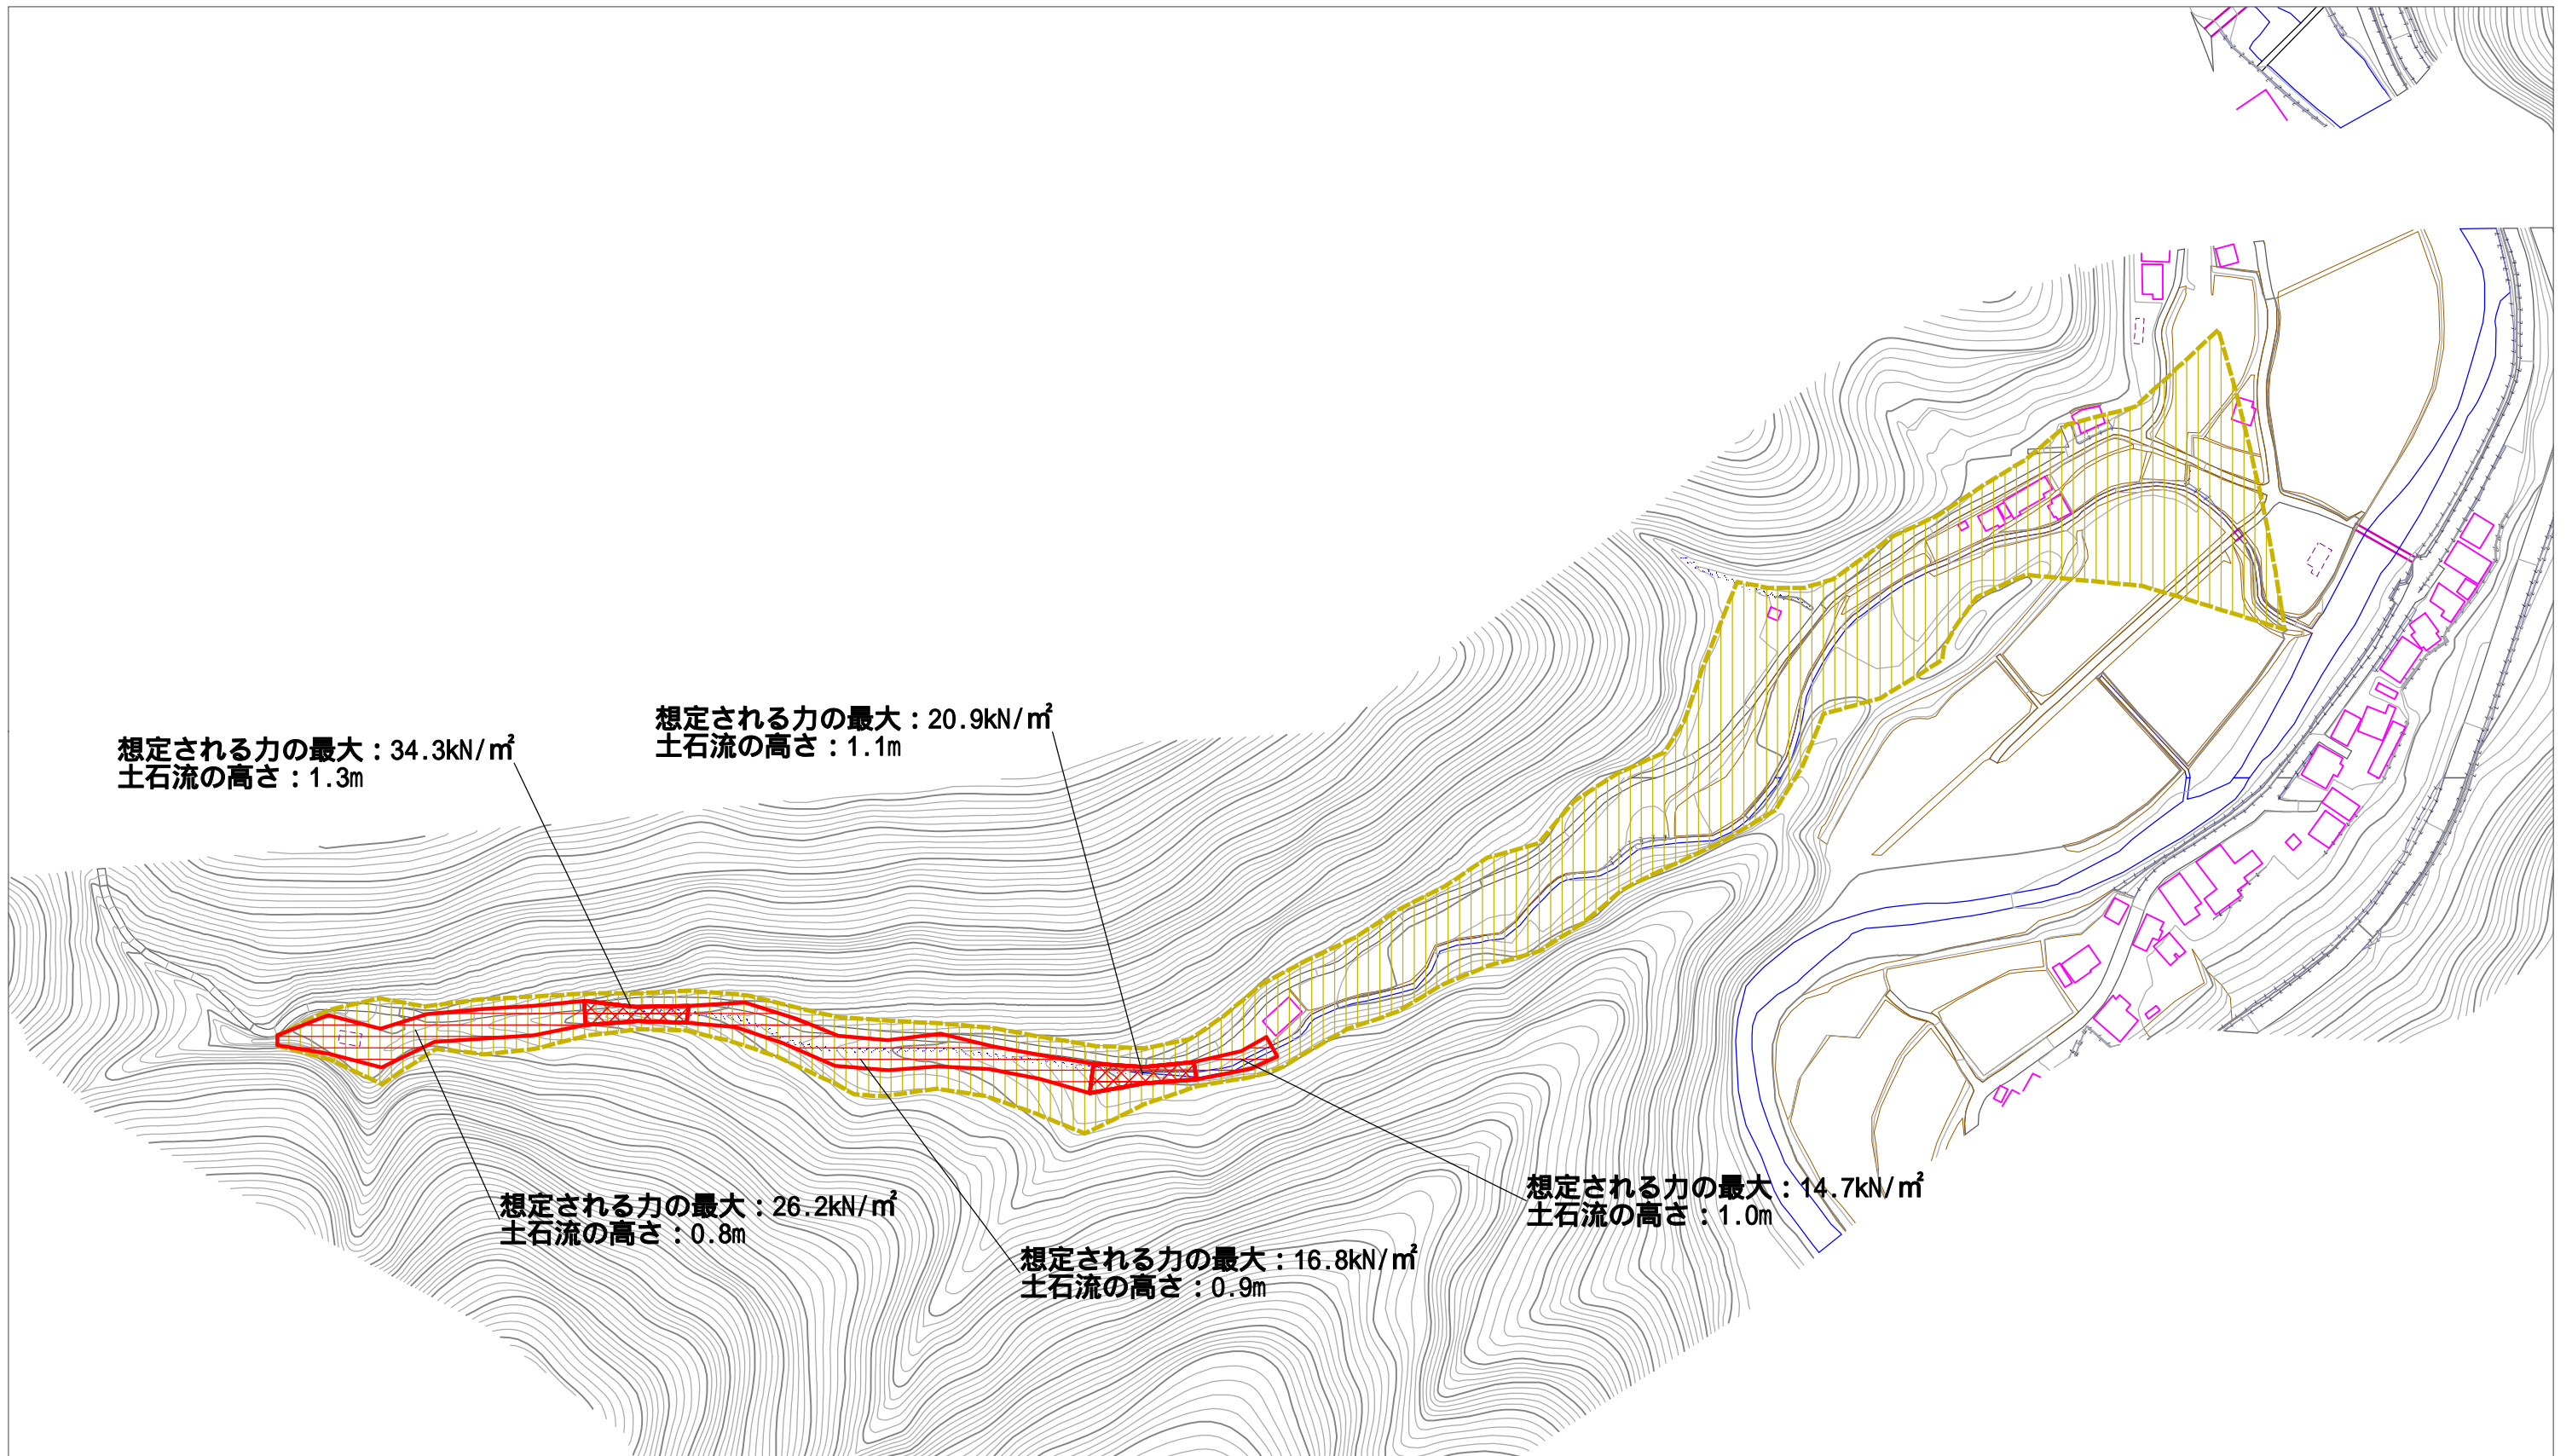 想定される力の最大：20.9kN/㎡
土石流の高さ：1.1m
想定される力の最大：34.3kN/㎡
土石流の高さ：1.3m
想定される力の最大：14.7kN/㎡
土石流の高さ：1.0m
想定される力の最大：26.2kN/㎡
土石流の高さ：0.8m
想定される力の最大：16.8kN/㎡
土石流の高さ：0.9m